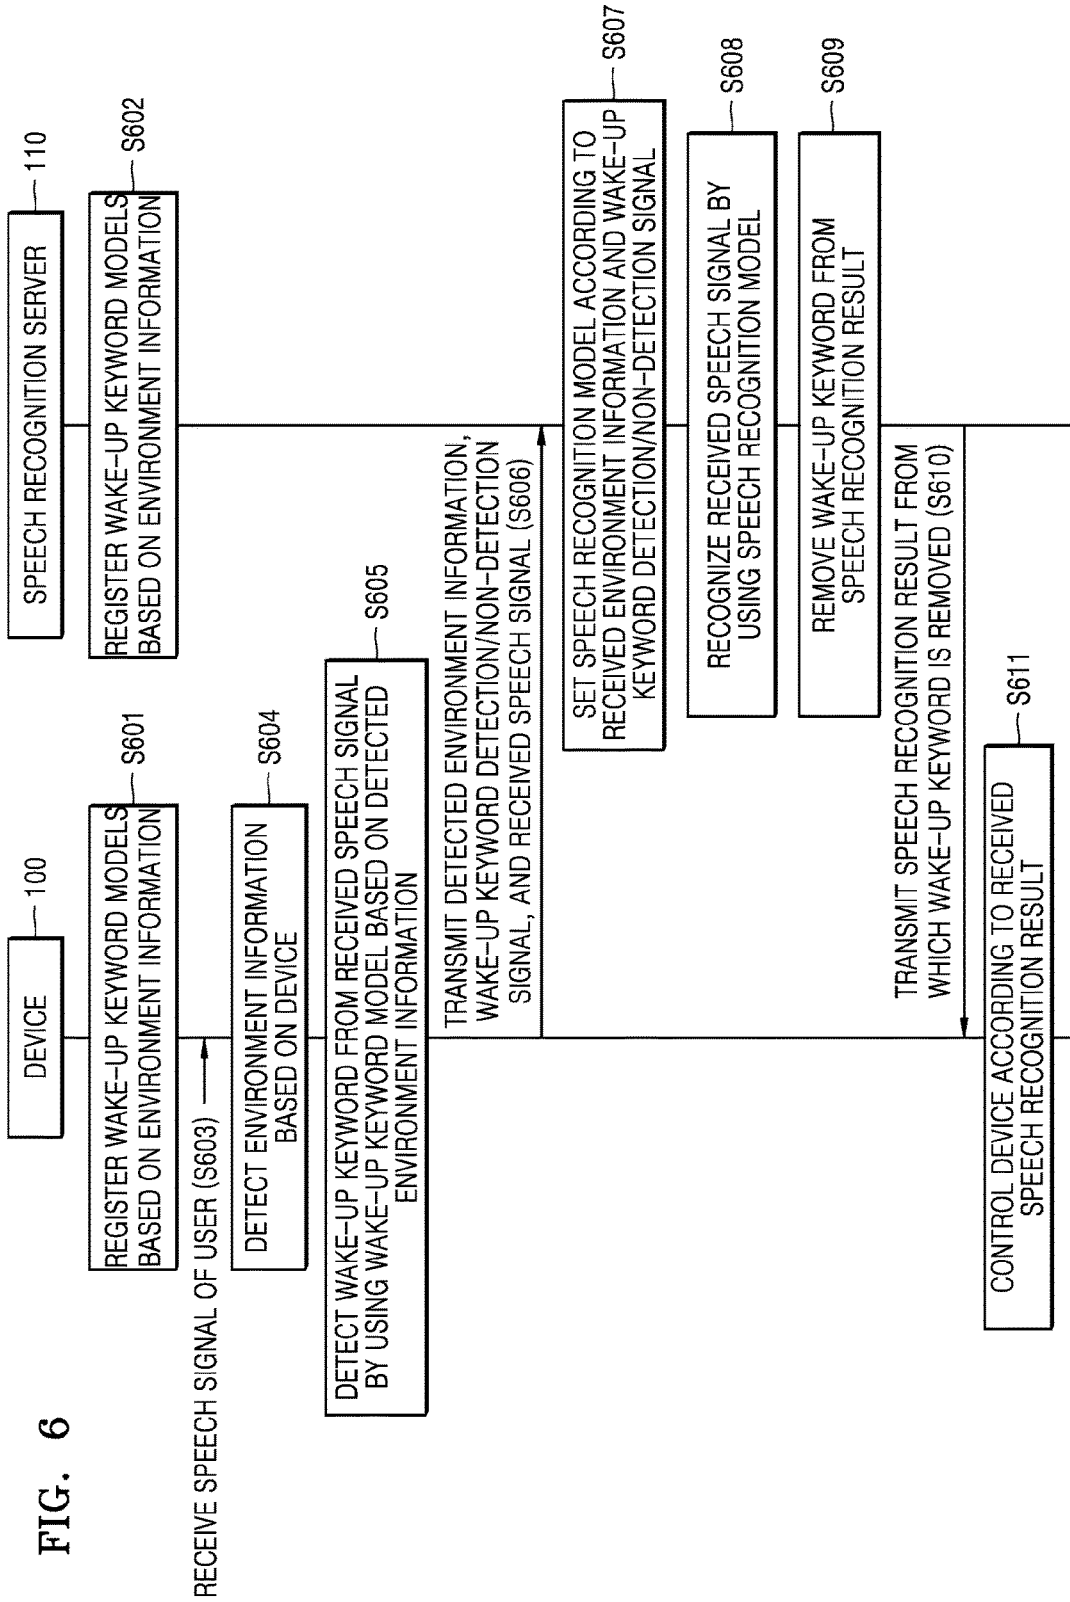 FIG. 6
DEVICE
100
SPEECH RECOGNITION SERVER
110
REGISTER WAKE-UP KEYWORD MODELS
BASED ON ENVIRONMENT INFORMATION
S601
REGISTER WAKE-UP KEYWORD MODELS
BASED ON ENVIRONMENT INFORMATION
S602
RECEIVE SPEECH SIGNAL OF USER (S603)
DETECT ENVIRONMENT INFORMATION
BASED ON DEVICE
S604
DETECT WAKE-UP KEYWORD FROM RECEIVED SPEECH SIGNAL
BY USING WAKE-UP KEYWORD MODEL BASED ON DETECTED
ENVIRONMENT INFORMATION
S605
TRANSMIT DETECTED ENVIRONMENT INFORMATION,
WAKE-UP KEYWORD DETECTION/NON-DETECTION
SIGNAL, AND RECEIVED SPEECH SIGNAL (S606)
SET SPEECH RECOGNITION MODEL ACCORDING TO
RECEIVED ENVIRONMENT INFORMATION AND WAKE-UP
KEYWORD DETECTION/NON-DETECTION SIGNAL
S607
RECOGNIZE RECEIVED SPEECH SIGNAL BY
USING SPEECH RECOGNITION MODEL
S608
REMOVE WAKE-UP KEYWORD FROM
SPEECH RECOGNITION RESULT
S609
TRANSMIT SPEECH RECOGNITION RESULT FROM
WHICH WAKE-UP KEYWORD IS REMOVED (S610)
CONTROL DEVICE ACCORDING TO RECEIVED
SPEECH RECOGNITION RESULT
S611